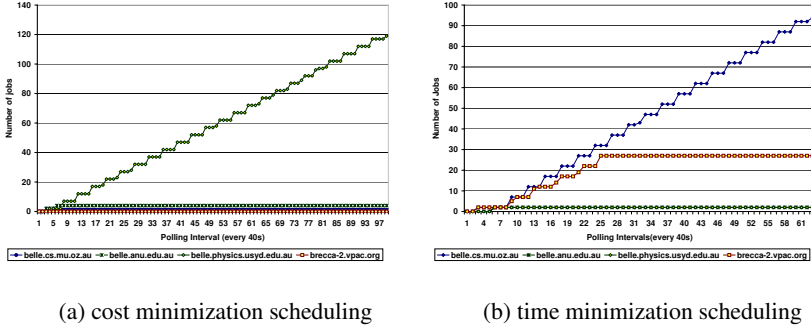 140
120
100
80
60
40
20
0
Number of jobs
1 5 9 13 17 21 25 29 33 37 41 45 49 53 57 61 65 69 73 77 81 85 89 93 97
Polling Interval (every 40s)
belle.cs.mu.oz.au belle.anu.edu.au belle.physics.usyd.edu.au brecca-2.vpac.org
(a) cost minimization scheduling
100
90
80
70
60
50
40
30
20
10
0
Number of Jobs
1 4 7 10 13 16 19 22 25 28 31 34 37 40 43 46 49 52 55 58 61
Polling Intervals(every 40s)
belle.cs.mu.oz.au belle.anu.edu.au belle.physics.usyd.edu.au brecca-2.vpac.org
(b) time minimization scheduling